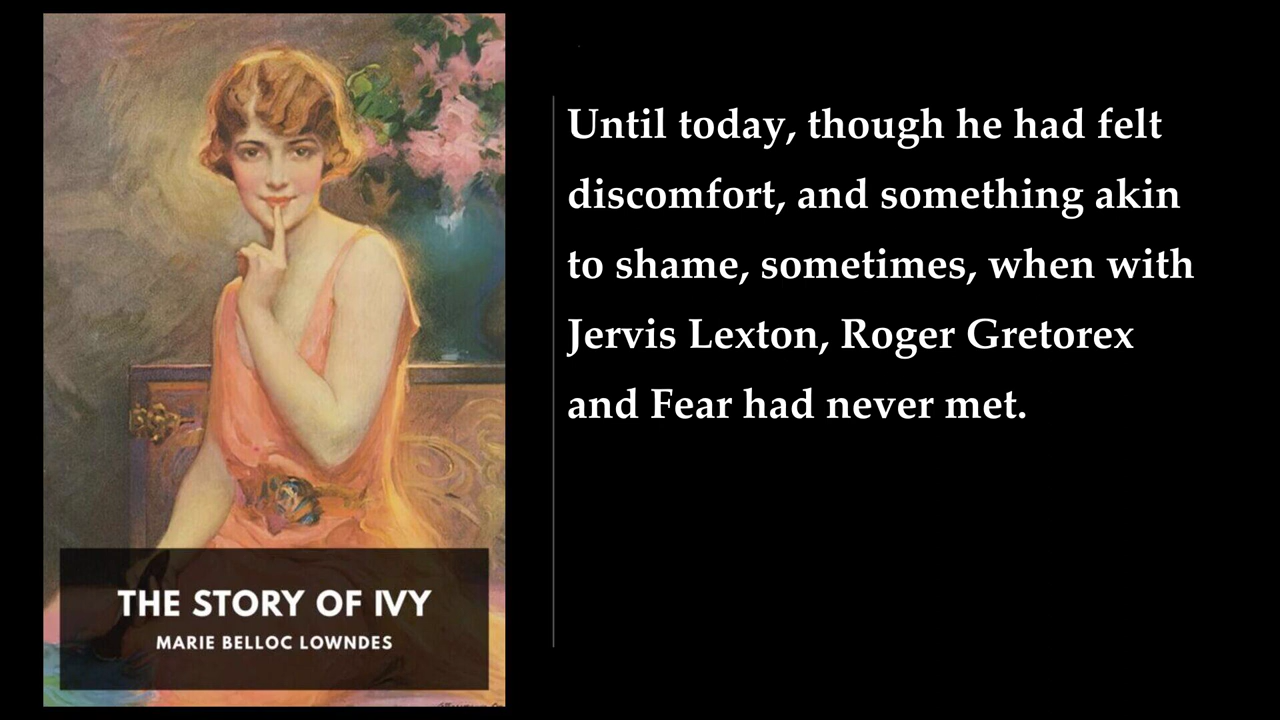 THE STORY OF IVY
MARIE BELLOC LOWNDES
Until today, though he had felt
discomfort, and something akin
to shame, sometimes, when with
Jervis Lexton, Roger Gretorex
and Fear had never met.